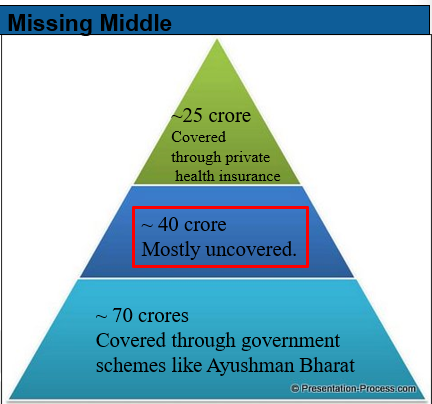 Missing Middle
~25 crore
Covered
through private
health insurance
~ 40 crore
Mostly uncovered.
~ 70 crores
Covered through government
schemes like Ayushman Bharat
© Presentation-Process.com